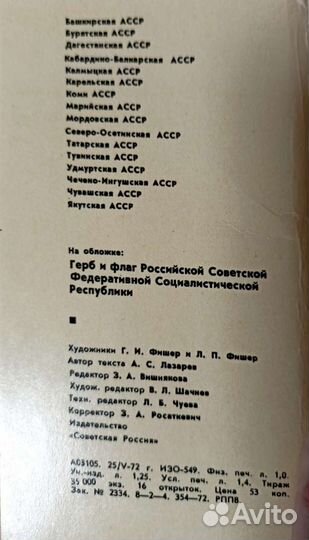 Башкирская АССР
Бурятская АССР
Дагестанская АССР
Кабардино-Балкарская АССР
Калмыцкая АССР
Карельская АССР
Коми АССР
Марийская АССР
Мордовская АССР
Северо-Осетинская АССР
Татарская АССР
Тувинская АССР
Удмуртская АССР
Чечено-Ингушская АССР
Чувашская АССР
Якутская АССР
На обложке:
Герб и флаг Российской Советской
Федеративной Социалистической
Республики
Художники Г. И. Фишер и Л. П. Фишер
Автор текста А. С. Лазарев
Редактор З. А. Вишнякова
Худож. редактор В. Л. Шачнев
Техн. редактор Л. Б. Чуева
Корректор З. А. Росаткевич
Издательство
«Советская Россия»
А03105. 25/V-72 г. ИЗО-549. Физ. печ. л. 1,0.
Уч.-изд. л. 1,25. Усл. печ. л. 1,4. Тираж
35 000 экз. 16 открыток. Цена 53 коп.
Зак. № 2334. 8—2—4. 354—72. РППВ.
Avito